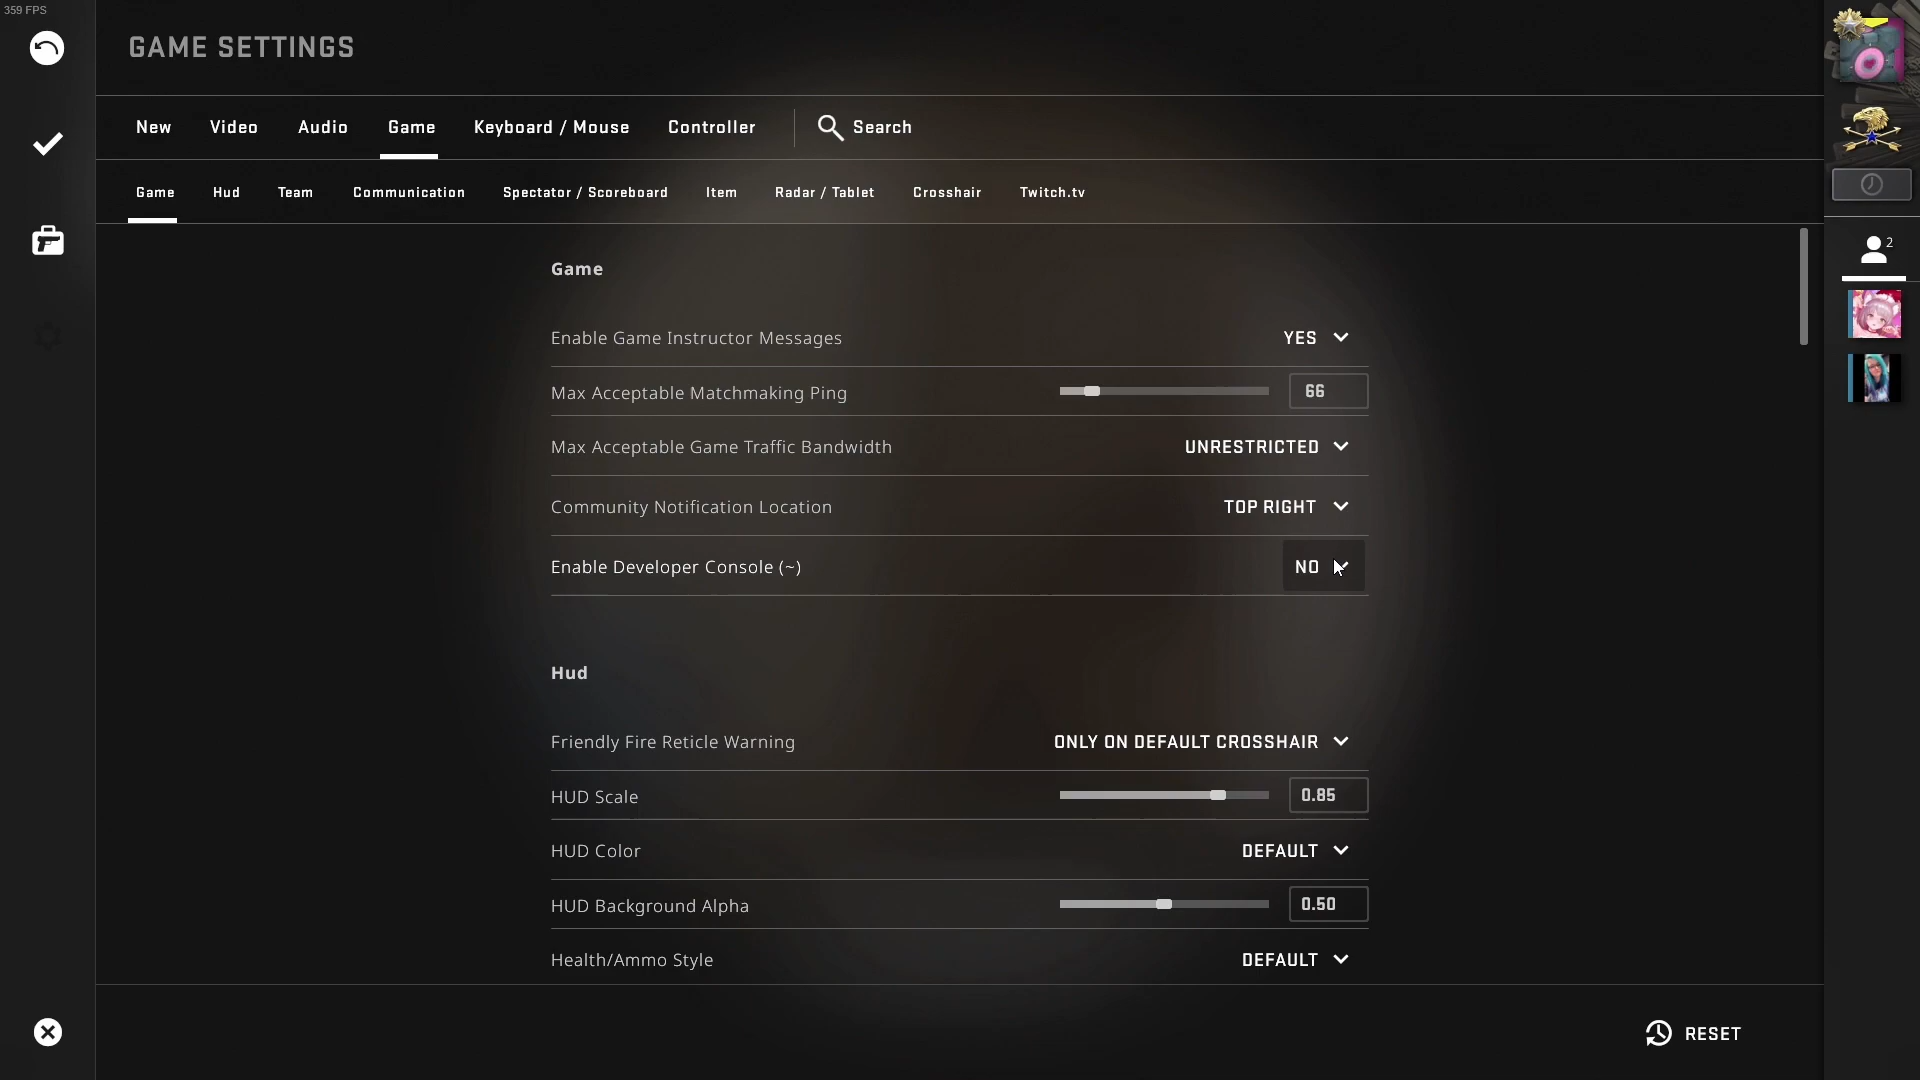 359 FPS
GAME SETTINGS
New Video Audio Game Keyboard / Mouse Controller Search
Game Hud Team Communication Spectator / Scoreboard Item Radar / Tablet Crosshair Twitch.tv
2
Game
Enable Game Instructor Messages YES
Max Acceptable Matchmaking Ping 66
Max Acceptable Game Traffic Bandwidth UNRESTRICTED
Community Notification Location TOP RIGHT
Enable Developer Console (~) NO
Hud
Friendly Fire Reticle Warning ONLY ON DEFAULT CROSSHAIR
HUD Scale 0.85
HUD Color DEFAULT
HUD Background Alpha 0.50
Health/Ammo Style DEFAULT
RESET